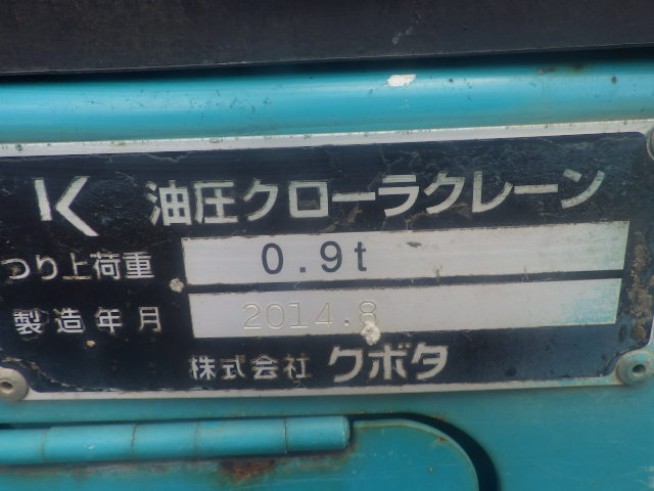 K 油圧クローラクレーン
つり上荷重 0.9t
製造年月 2014.8
株式会社 クボタ